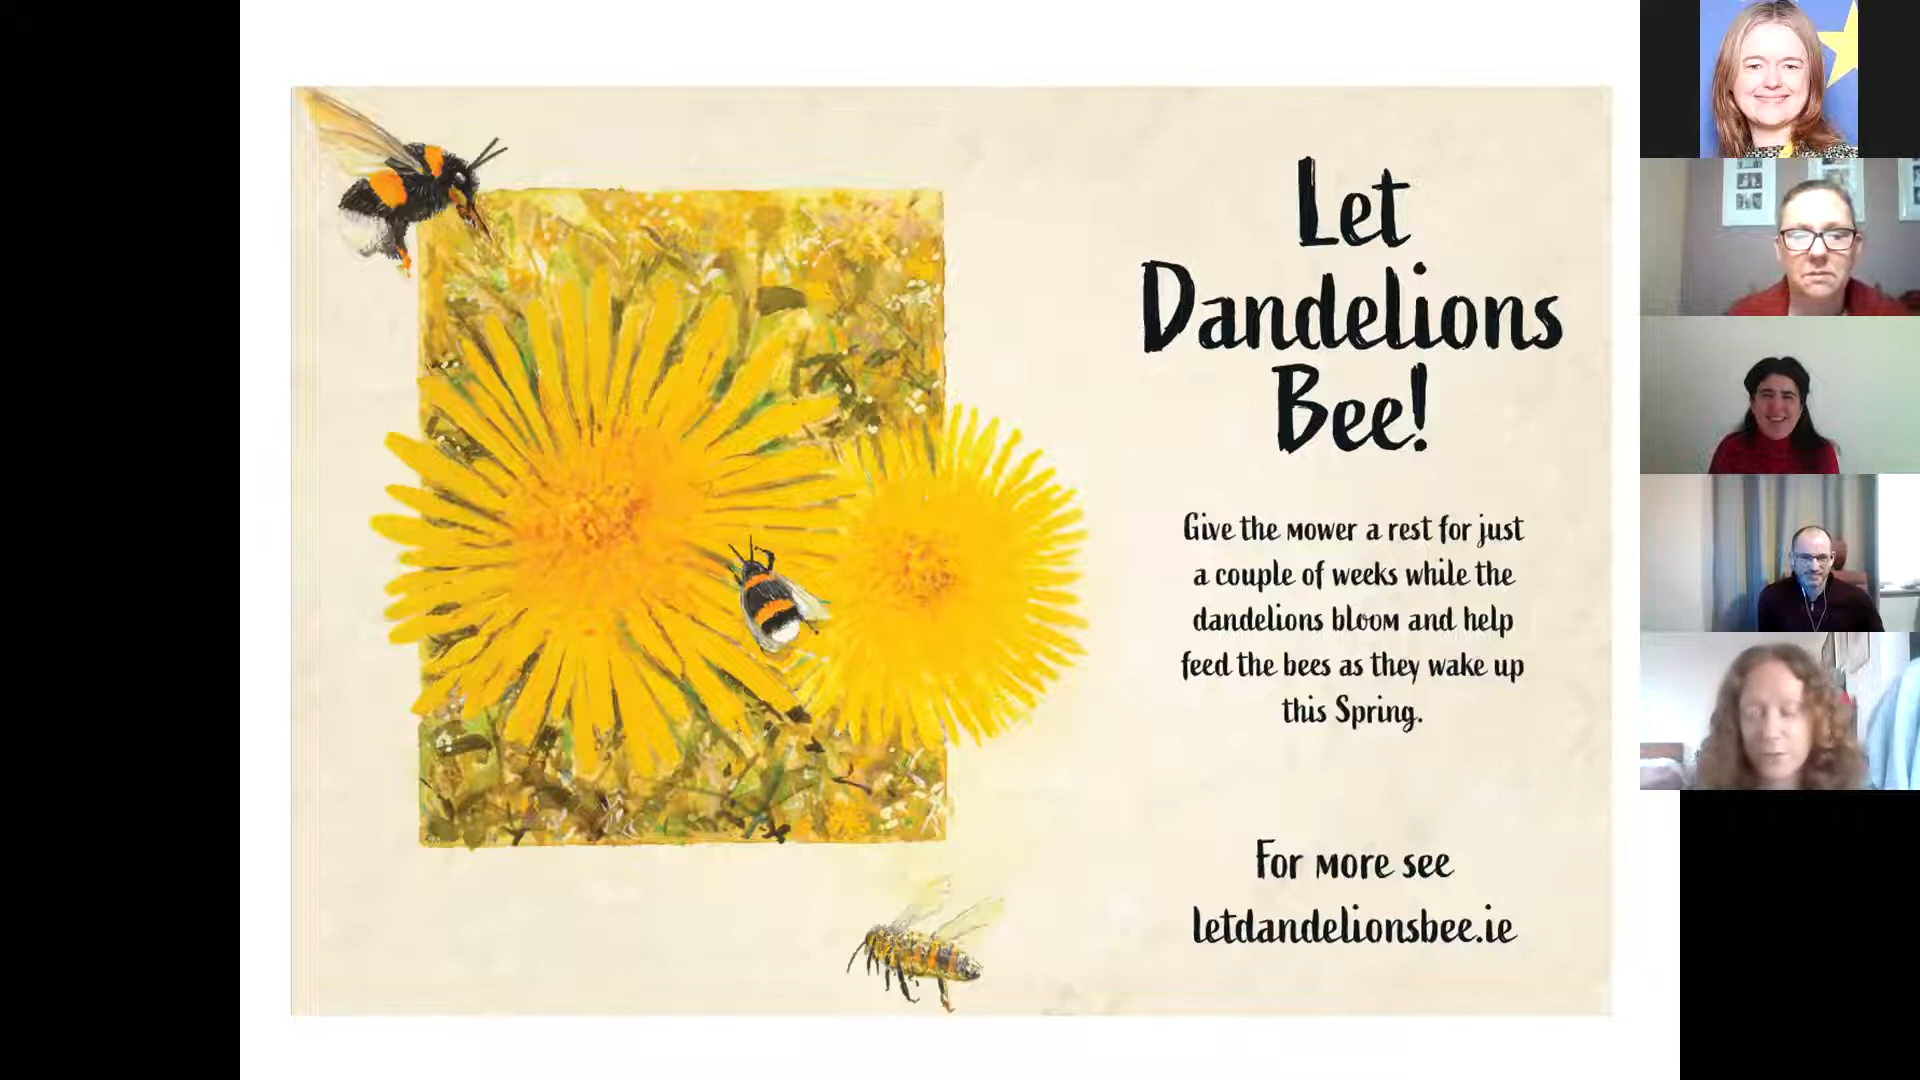 Let
Dandelions
Bee!
Give the mower a rest for just
a couple of weeks while the
dandelions bloom and help
feed the bees as they wake up
this Spring.
For more see
letdandelionsbee.ie